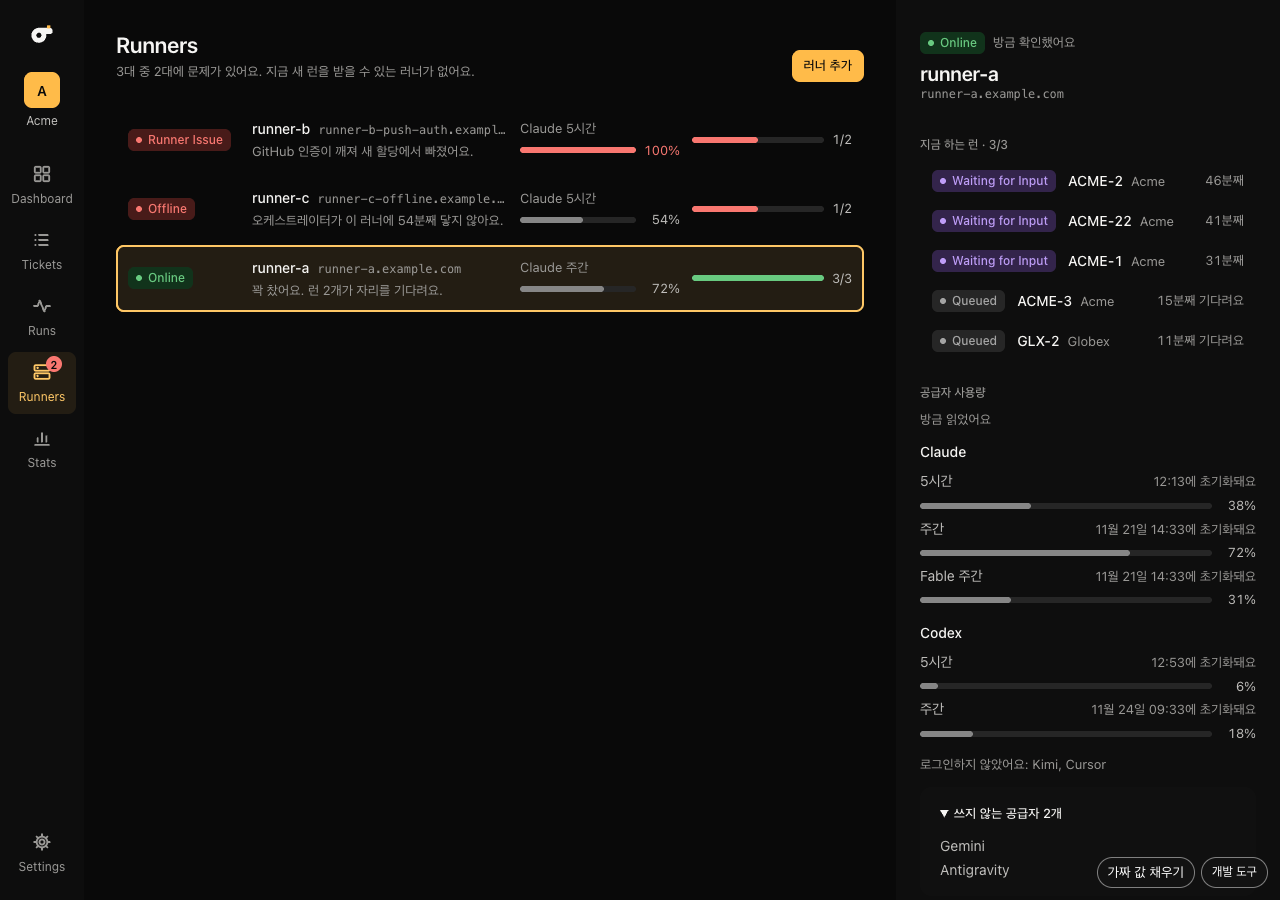 A
Acme
Dashboard
Tickets
Runs
2
Runners
Stats
Settings
Runners
3대 중 2대에 문제가 있어요. 지금 새 런을 받을 수 있는 러너가 없어요.
러너 추가
Runner Issue
runner-b runner-b-push-auth.exampl…
GitHub 인증이 깨져 새 할당에서 빠졌어요.
Claude 5시간
100%
1/2
Offline
runner-c runner-c-offline.example.…
오케스트레이터가 이 러너에 54분째 닿지 않아요.
Claude 5시간
54%
1/2
Online
runner-a runner-a.example.com
꽉 찼어요. 런 2개가 자리를 기다려요.
Claude 주간
72%
3/3
Online 방금 확인했어요
runner-a
runner-a.example.com
지금 하는 런 · 3/3
Waiting for Input ACME-2 Acme 46분째
Waiting for Input ACME-22 Acme 41분째
Waiting for Input ACME-1 Acme 31분째
Queued ACME-3 Acme 15분째 기다려요
Queued GLX-2 Globex 11분째 기다려요
공급자 사용량
방금 읽었어요
Claude
5시간 12:13에 초기화돼요
38%
주간 11월 21일 14:33에 초기화돼요
72%
Fable 주간 11월 21일 14:33에 초기화돼요
31%
Codex
5시간 12:53에 초기화돼요
6%
주간 11월 24일 09:33에 초기화돼요
18%
로그인하지 않았어요: Kimi, Cursor
▼ 쓰지 않는 공급자 2개
Gemini
Antigravity
가짜 값 채우기
개발 도구